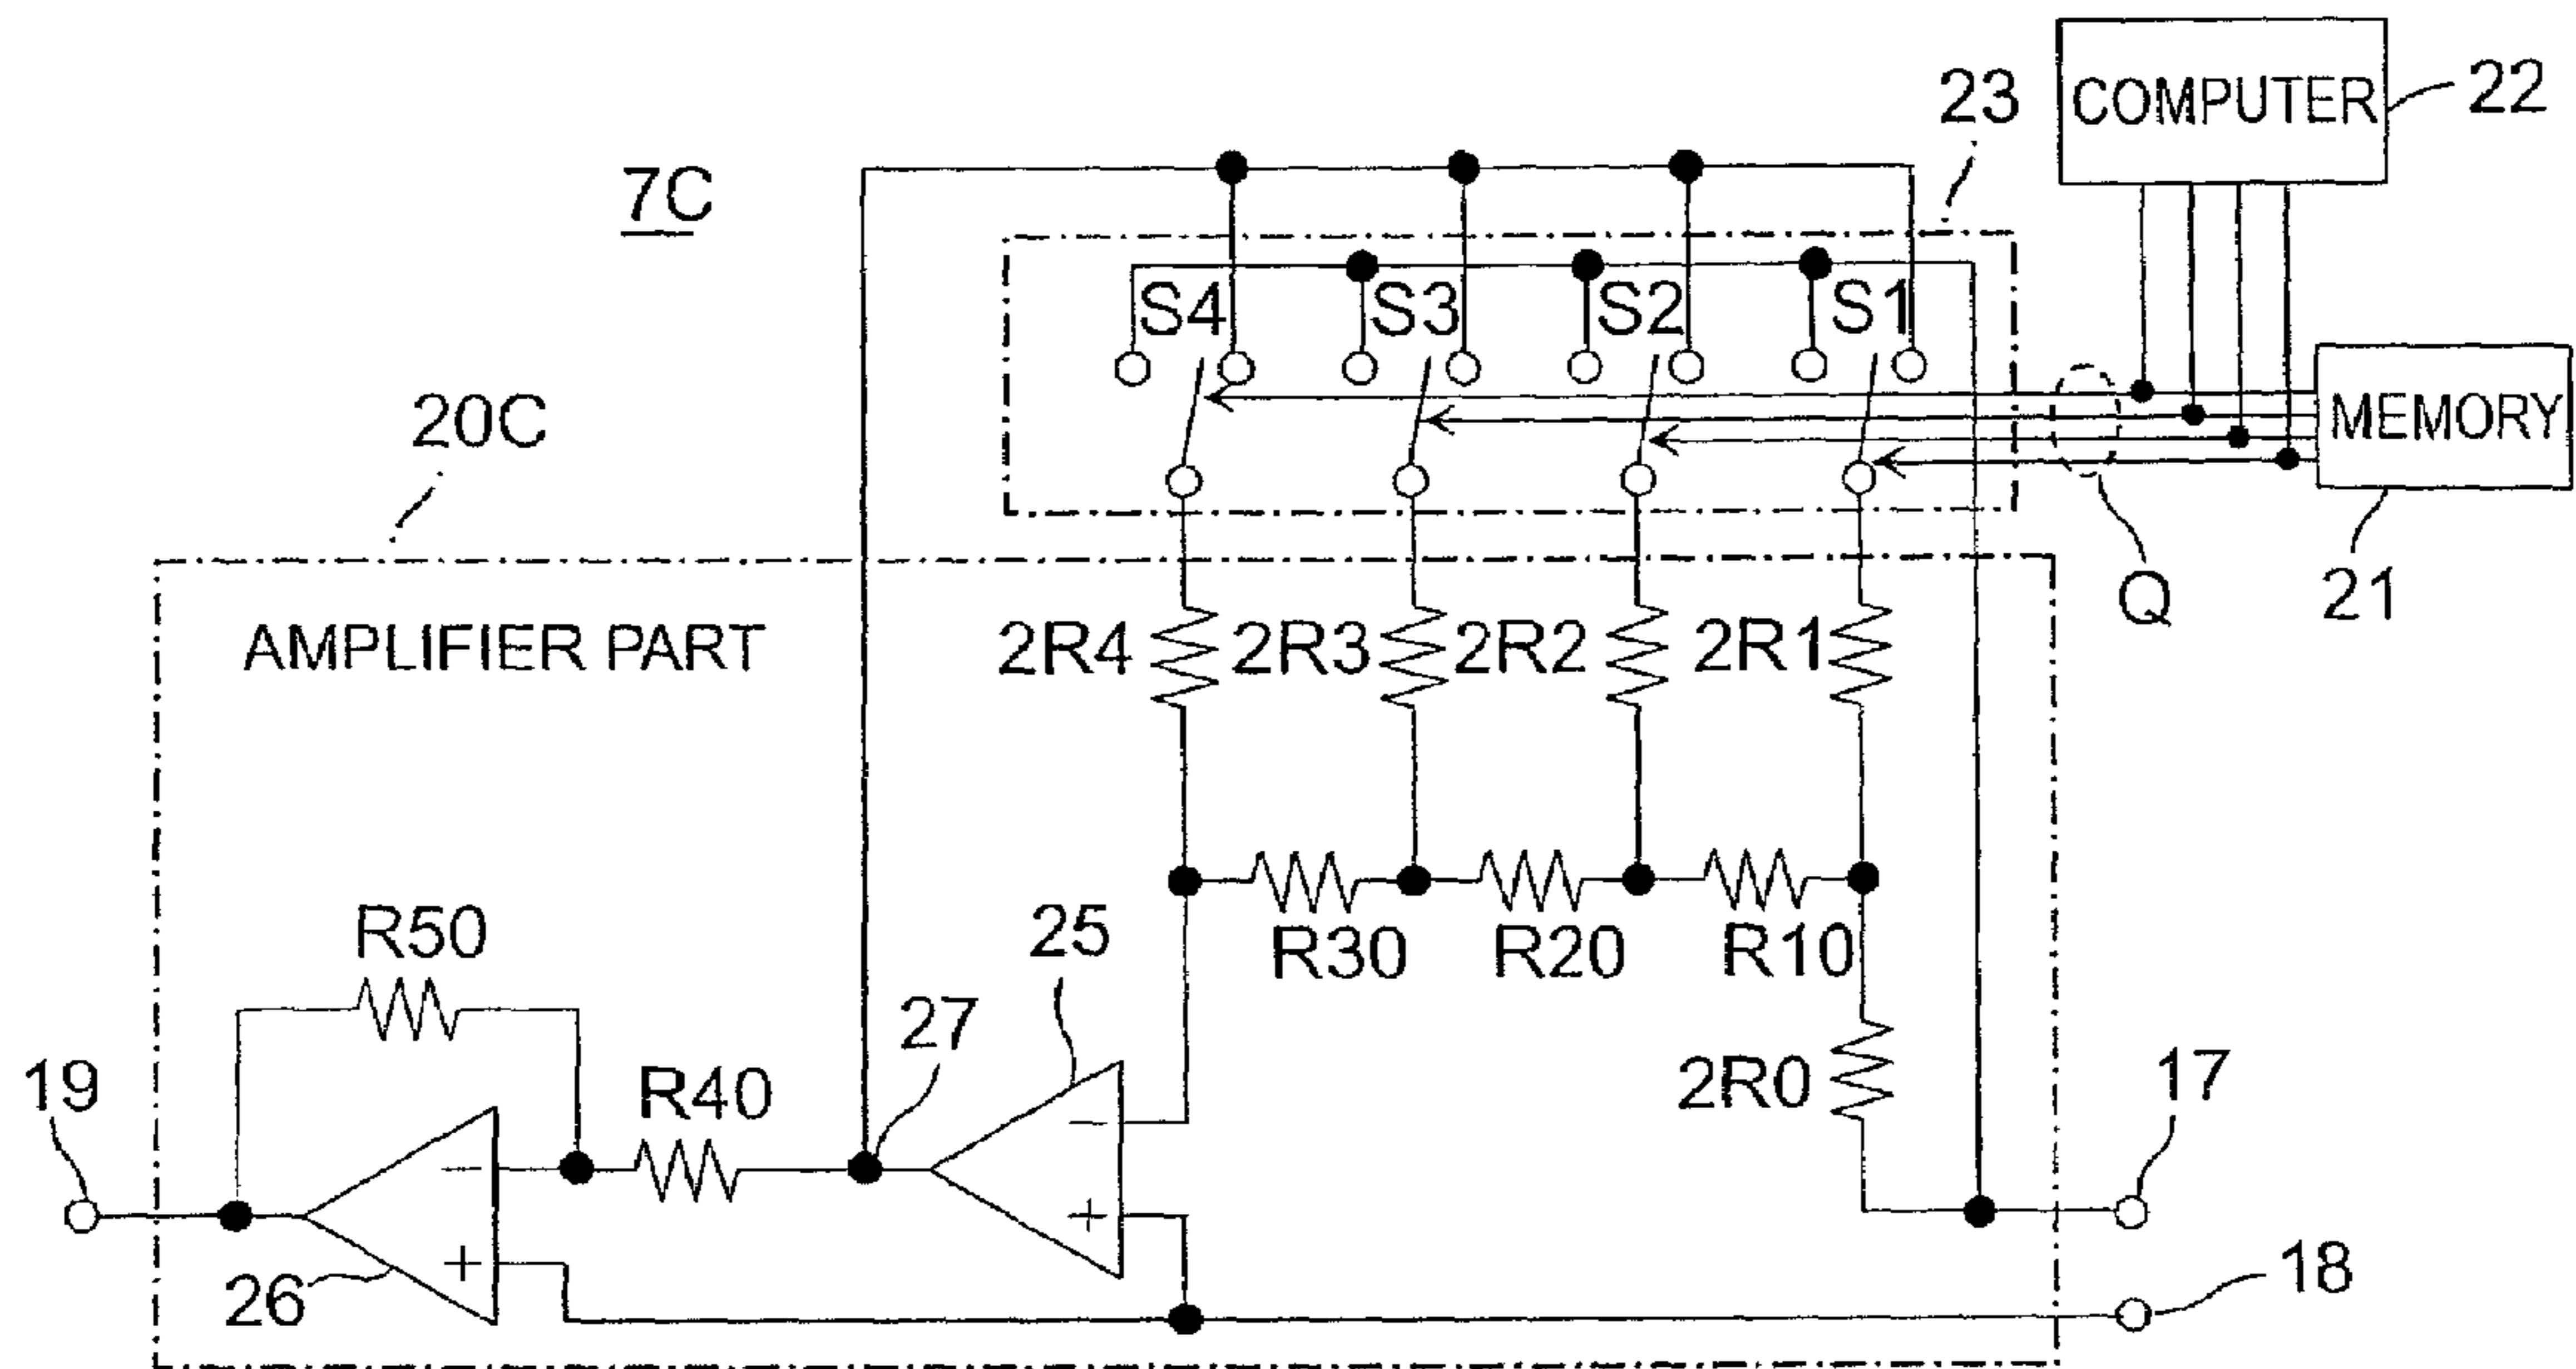 COMPUTER
22
23
7C
S4
S3
S2
S1
MEMORY
20C
Q
21
AMPLIFIER PART
2R4
2R3
2R2
2R1
R50
25
R30
R20
R10
27
19
R40
2R0
17
−
−
+
+
26
18